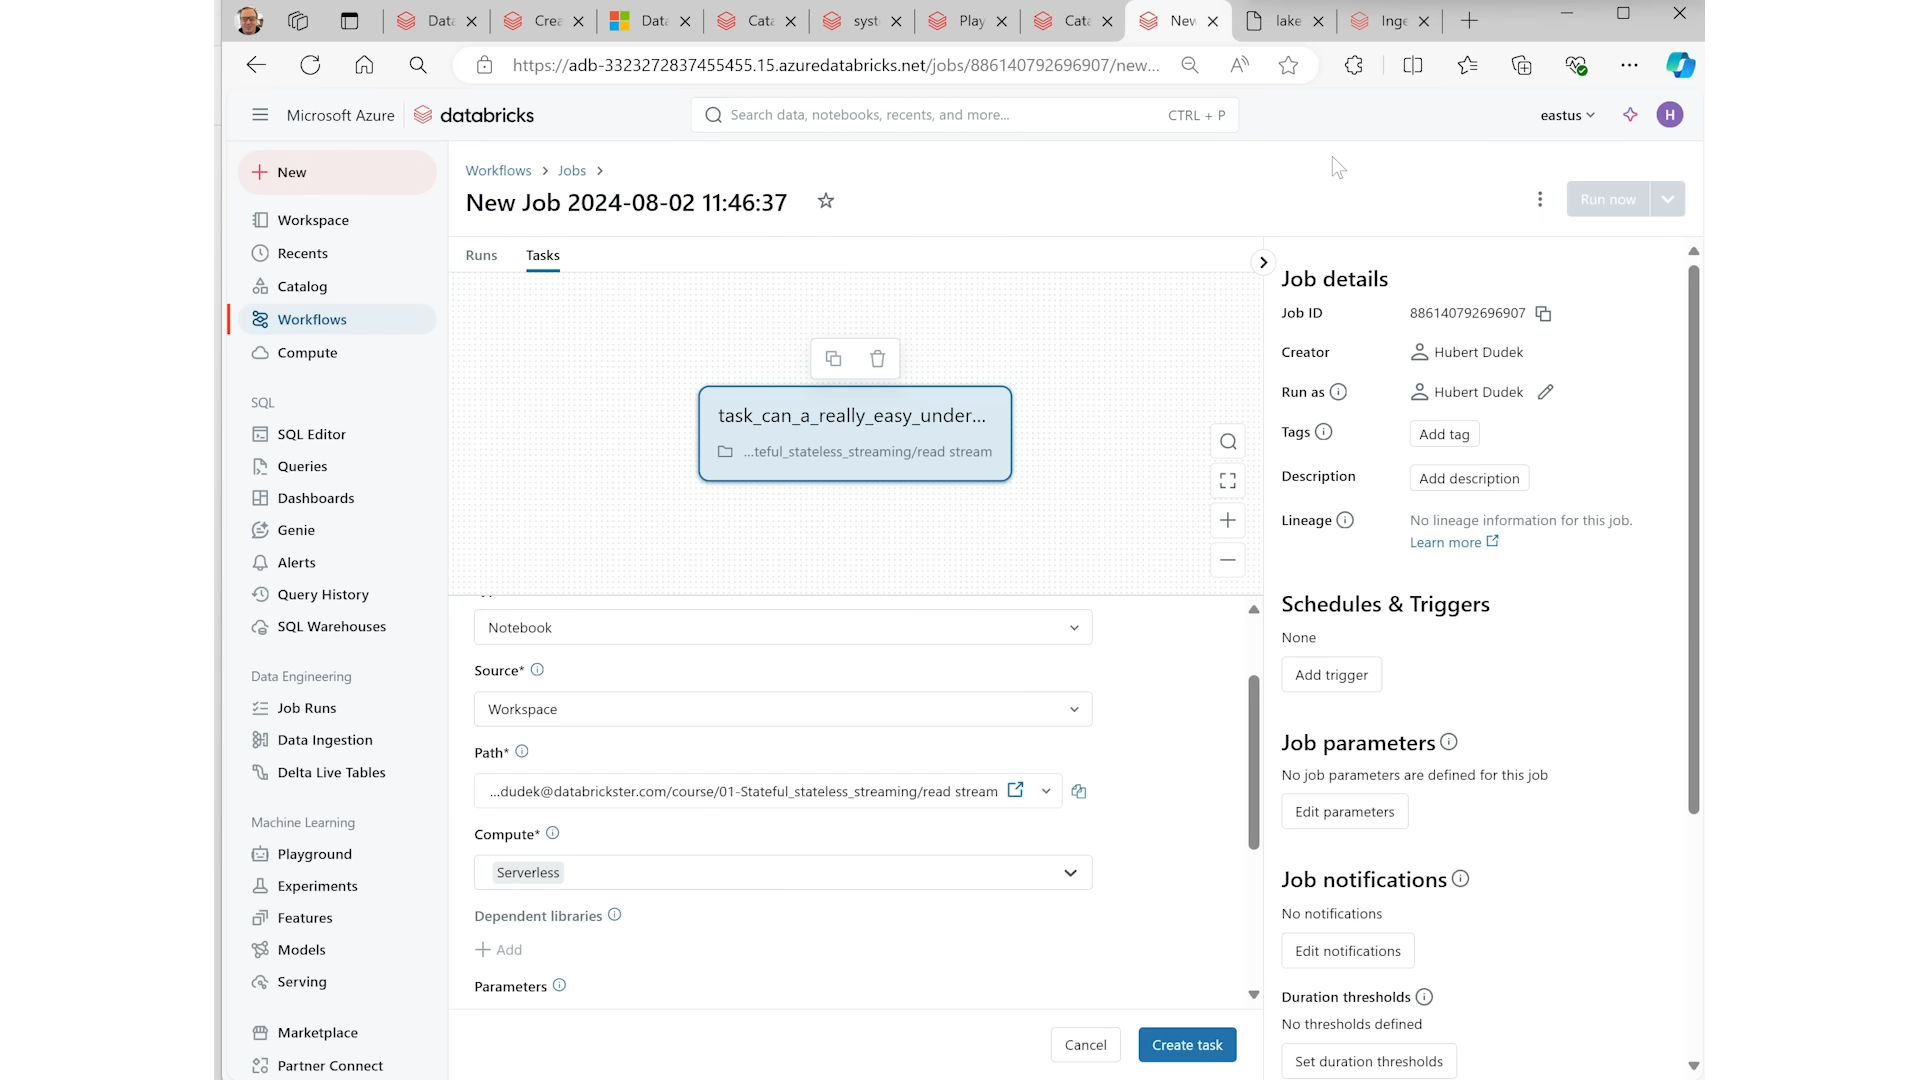 Data
Crea
Data
Cata
syst
Play
Cata
New
lake
Inge
https://adb-3323272837455455.15.azuredatabricks.net/jobs/886140792696907/new...
Microsoft Azure
databricks
Search data, notebooks, recents, and more...
CTRL + P
eastus
H
New
Workspace
Recents
Catalog
Workflows
Compute
SQL
SQL Editor
Queries
Dashboards
Genie
Alerts
Query History
SQL Warehouses
Data Engineering
Job Runs
Data Ingestion
Delta Live Tables
Machine Learning
Playground
Experiments
Features
Models
Serving
Marketplace
Partner Connect
Workflows > Jobs >
New Job 2024-08-02 11:46:37
Run now
Runs
Tasks
task_can_a_really_easy_under...
...teful_stateless_streaming/read stream
Notebook
Source*
Workspace
Path*
...dudek@databrickster.com/course/01-Stateful_stateless_streaming/read stream
Compute*
Serverless
Dependent libraries
+ Add
Parameters
Cancel
Create task
Job details
Job ID
886140792696907
Creator
Hubert Dudek
Run as
Hubert Dudek
Tags
Add tag
Description
Add description
Lineage
No lineage information for this job.
Learn more
Schedules & Triggers
None
Add trigger
Job parameters
No job parameters are defined for this job
Edit parameters
Job notifications
No notifications
Edit notifications
Duration thresholds
No thresholds defined
Set duration thresholds